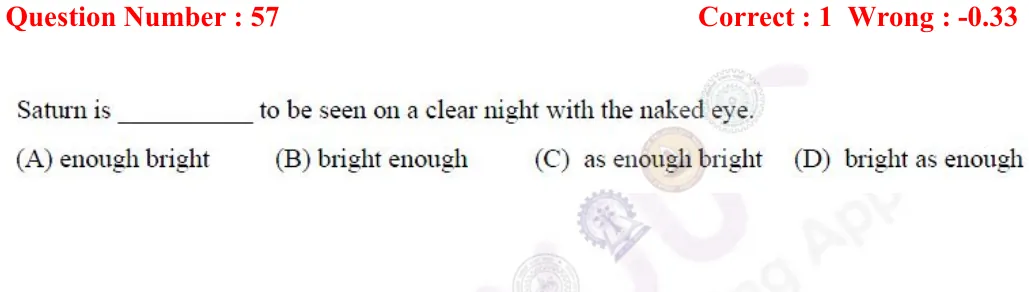 Question Number : 57 Correct : 1 Wrong : -0.33
Saturn is __________ to be seen on a clear night with the naked eye.
(A) enough bright (B) bright enough (C) as enough bright (D) bright as enough
App